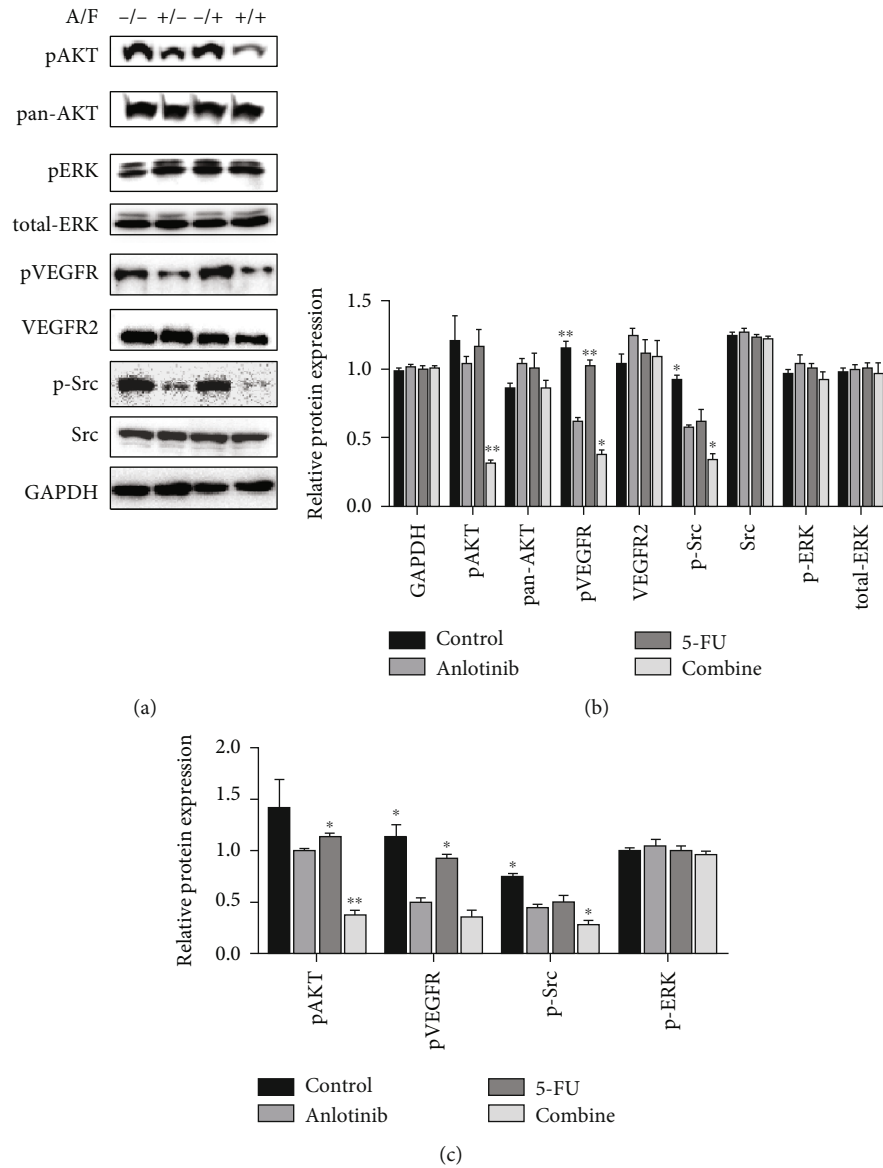 A/F −/− +/− −/+ +/+
pAKT
pan-AKT
pERK
total-ERK
pVEGFR
VEGFR2
p-Src
Src
GAPDH
(a)
Relative protein expression
1.5
1.0
0.5
0.0
** ** ** * * *
GAPDH
pAKT
pan-AKT
pVEGFR
VEGFR2
p-Src
Src
p-ERK
total-ERK
Control
Anlotinib
5-FU
Combine
(b)
Relative protein expression
2.0
1.5
1.0
0.5
0.0
* ** * * * *
pAKT
pVEGFR
p-Src
p-ERK
Control
Anlotinib
5-FU
Combine
(c)